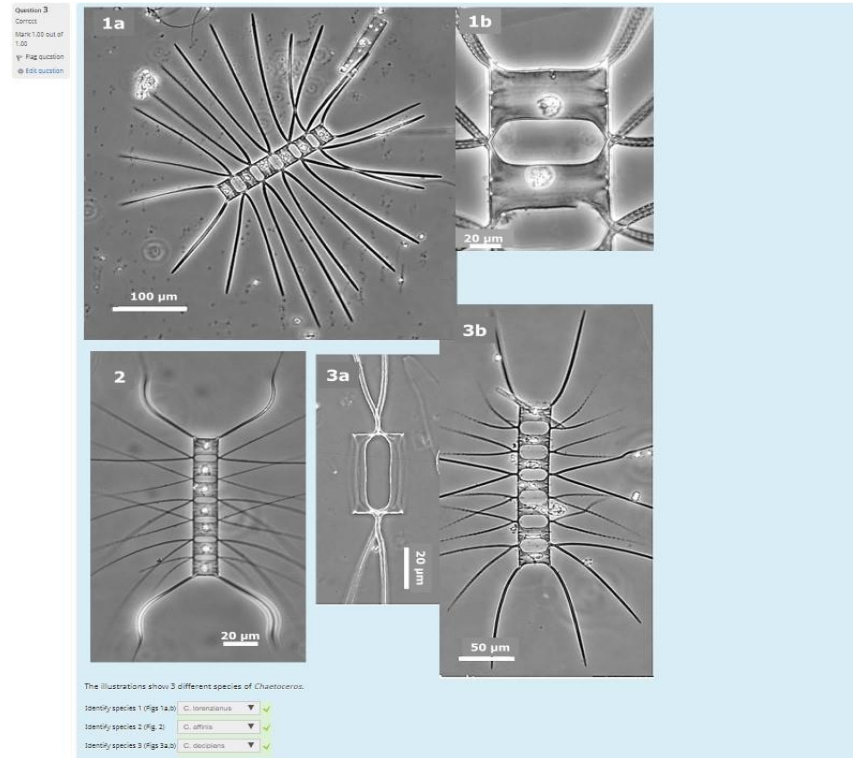 Question 3
Correct
Mark 1.00 out of
1.00
Flag question
Edit question
1a
100 µm
1b
20 µm
2
20 µm
3a
20 µm
3b
50 µm
The illustrations show 3 different species of Chaetoceros.
Identify species 1 (Figs 1a,b) C. lorenzianus
Identify species 2 (Fig. 2) C. affinis
Identify species 3 (Figs 3a,b) C. decipiens